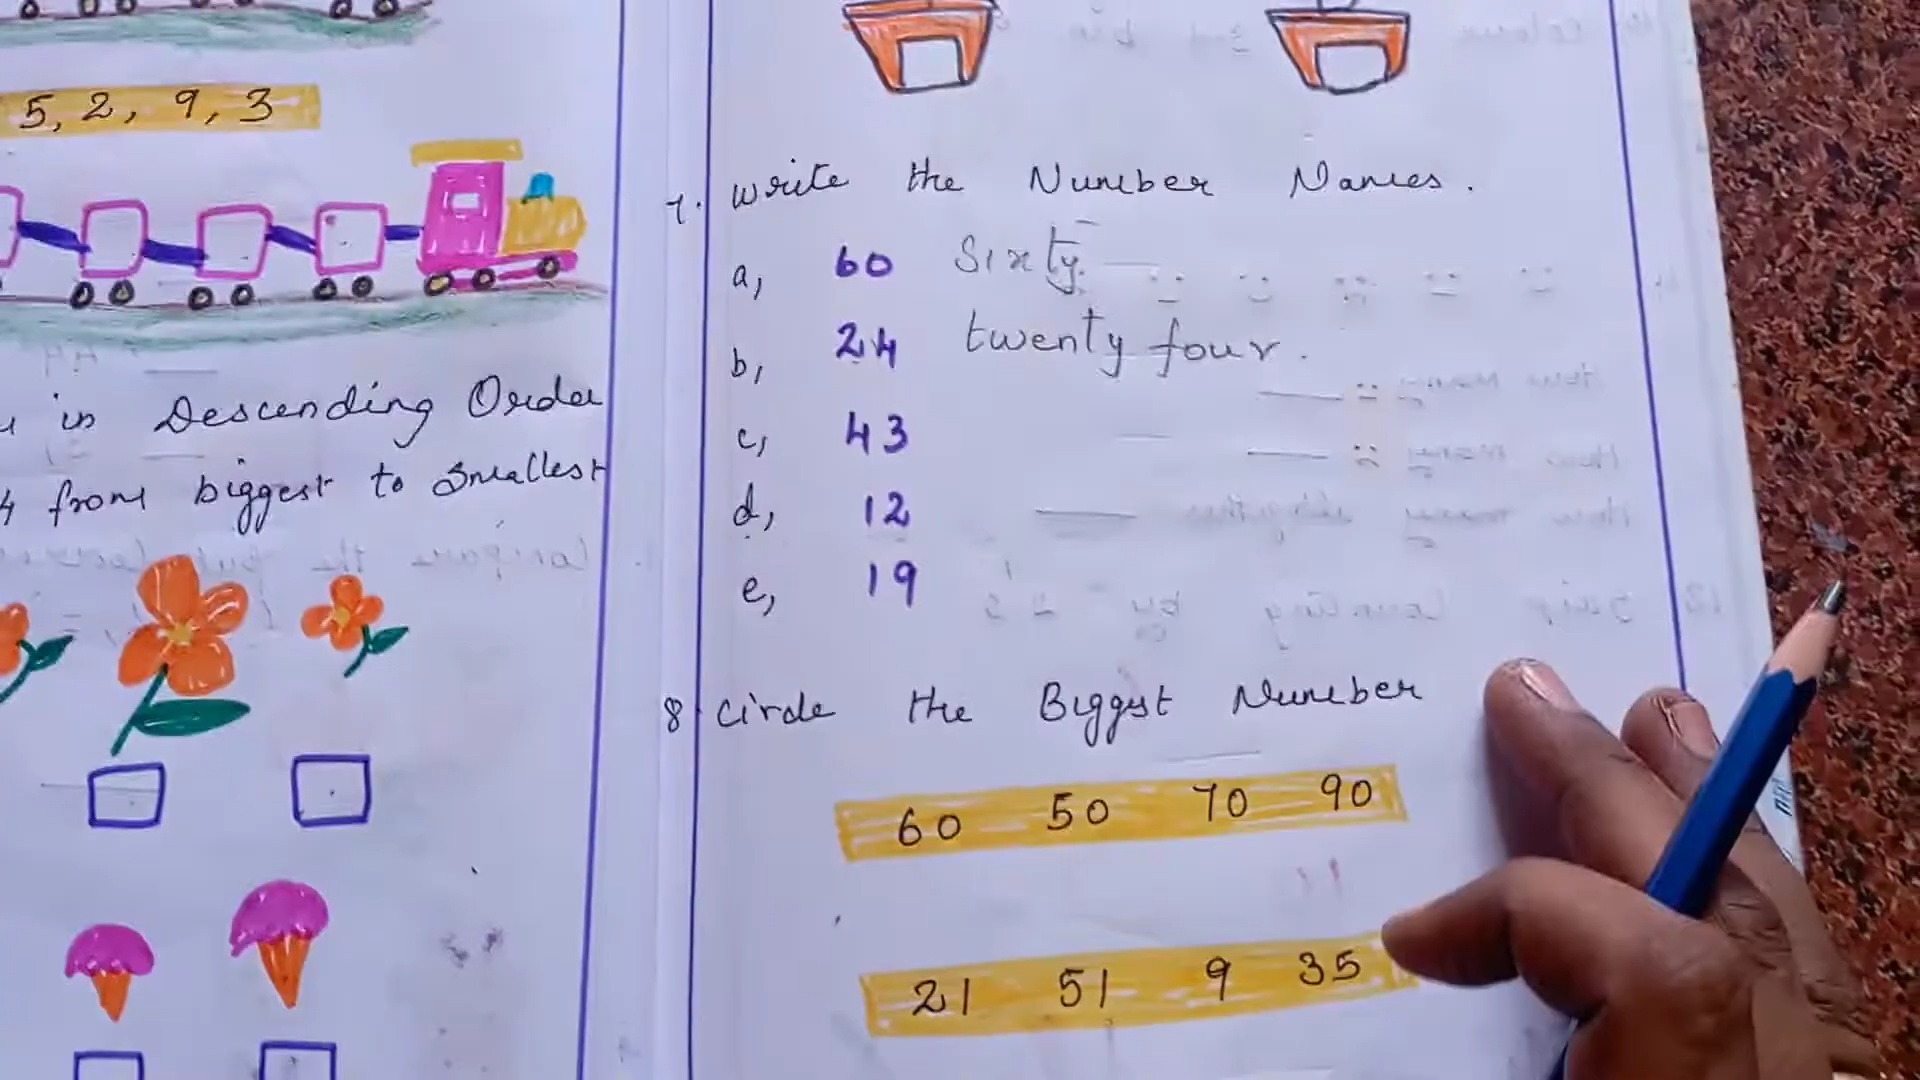 5, 2, 9, 3
in Descending Order
from biggest to Smallest
7. Write the Number Names.
a, 60 Sixty.
b, 24 twenty four.
c, 43
d, 12
e, 19
8. Circle the Biggest Number
60 50 70 90
21 51 9 35